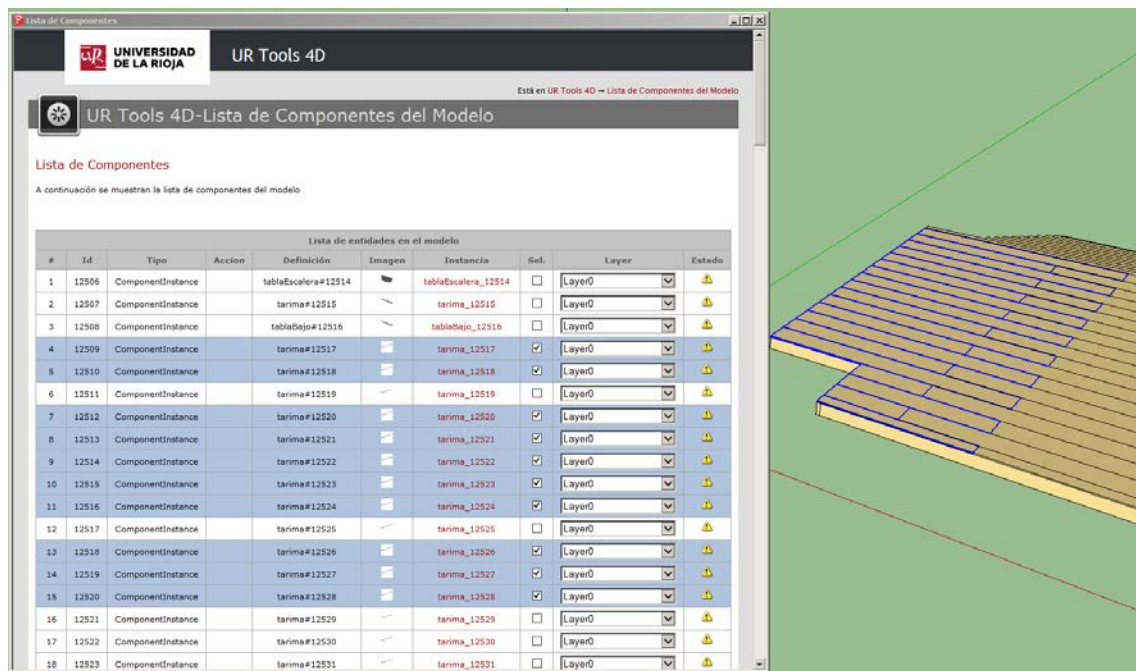 Lista de Componentes
UNIVERSIDAD
DE LA RIOJA
UR Tools 4D
Está en UR Tools 4D → Lista de Componentes del Modelo
UR Tools 4D-Lista de Componentes del Modelo
Lista de Componentes
A continuación se muestran la lista de componentes del modelo
Lista de entidades en el modelo
# Id Tipo Accion Definición Imagen Instancia Sel. Layer Estado
1 12506 ComponentInstance tablaEscalera#12514 tablaEscalera_12514 Layer0
2 12507 ComponentInstance tarima#12515 tarima_12515 Layer0
3 12508 ComponentInstance tablaBajo#12516 tablaBajo_12516 Layer0
4 12509 ComponentInstance tarima#12517 tarima_12517 Layer0
5 12510 ComponentInstance tarima#12518 tarima_12518 Layer0
6 12511 ComponentInstance tarima#12519 tarima_12519 Layer0
7 12512 ComponentInstance tarima#12520 tarima_12520 Layer0
8 12513 ComponentInstance tarima#12521 tarima_12521 Layer0
9 12514 ComponentInstance tarima#12522 tarima_12522 Layer0
10 12515 ComponentInstance tarima#12523 tarima_12523 Layer0
11 12516 ComponentInstance tarima#12524 tarima_12524 Layer0
12 12517 ComponentInstance tarima#12525 tarima_12525 Layer0
13 12518 ComponentInstance tarima#12526 tarima_12526 Layer0
14 12519 ComponentInstance tarima#12527 tarima_12527 Layer0
15 12520 ComponentInstance tarima#12528 tarima_12528 Layer0
16 12521 ComponentInstance tarima#12529 tarima_12529 Layer0
17 12522 ComponentInstance tarima#12530 tarima_12530 Layer0
18 12523 ComponentInstance tarima#12531 tarima_12531 Layer0